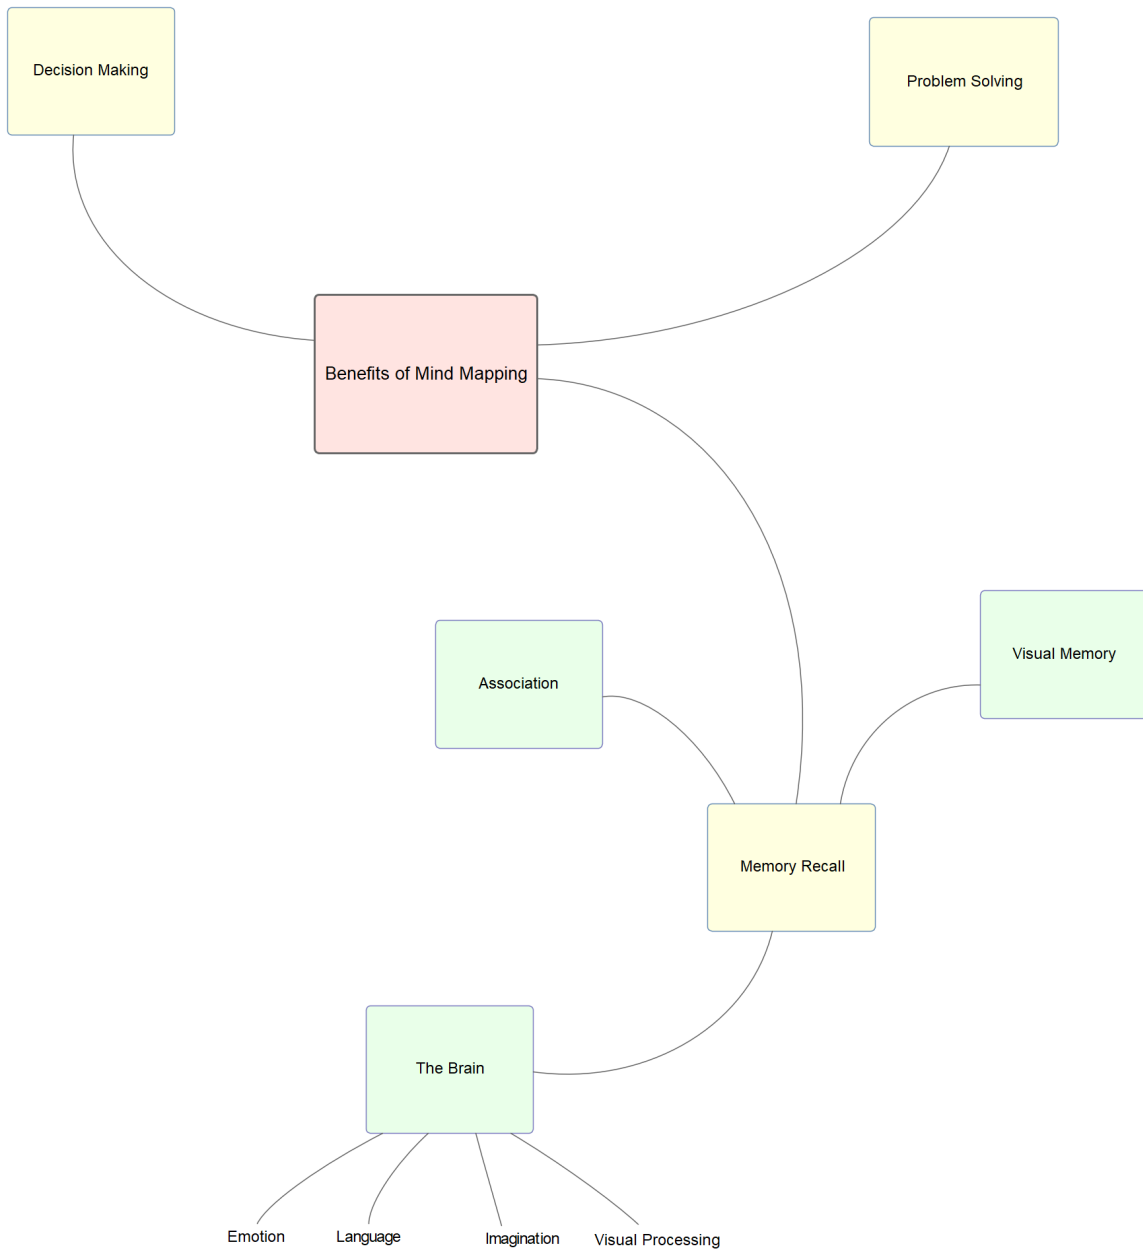 Decision Making
Problem Solving
Benefits of Mind Mapping
Visual Memory
Association
Memory Recall
The Brain
Emotion
Language
Imagination
Visual Processing